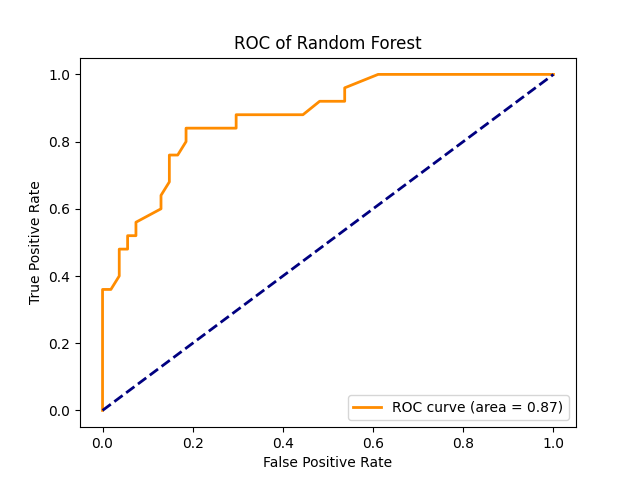 ROC of Random Forest
True Positive Rate
1.0
0.8
0.6
0.4
0.2
0.0
ROC curve (area = 0.87)
0.0 0.2 0.4 0.6 0.8 1.0
False Positive Rate